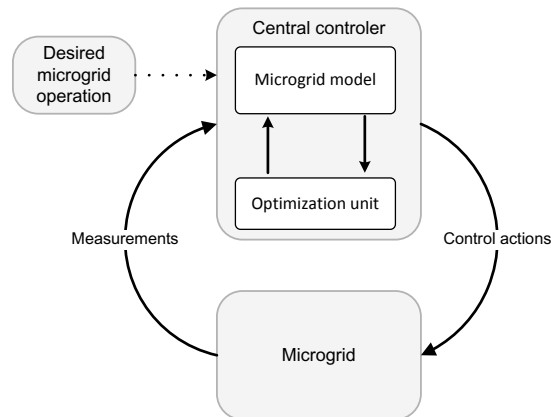 Central controler
Desired
microgrid
operation
Microgrid model
Optimization unit
Measurements
Control actions
Microgrid